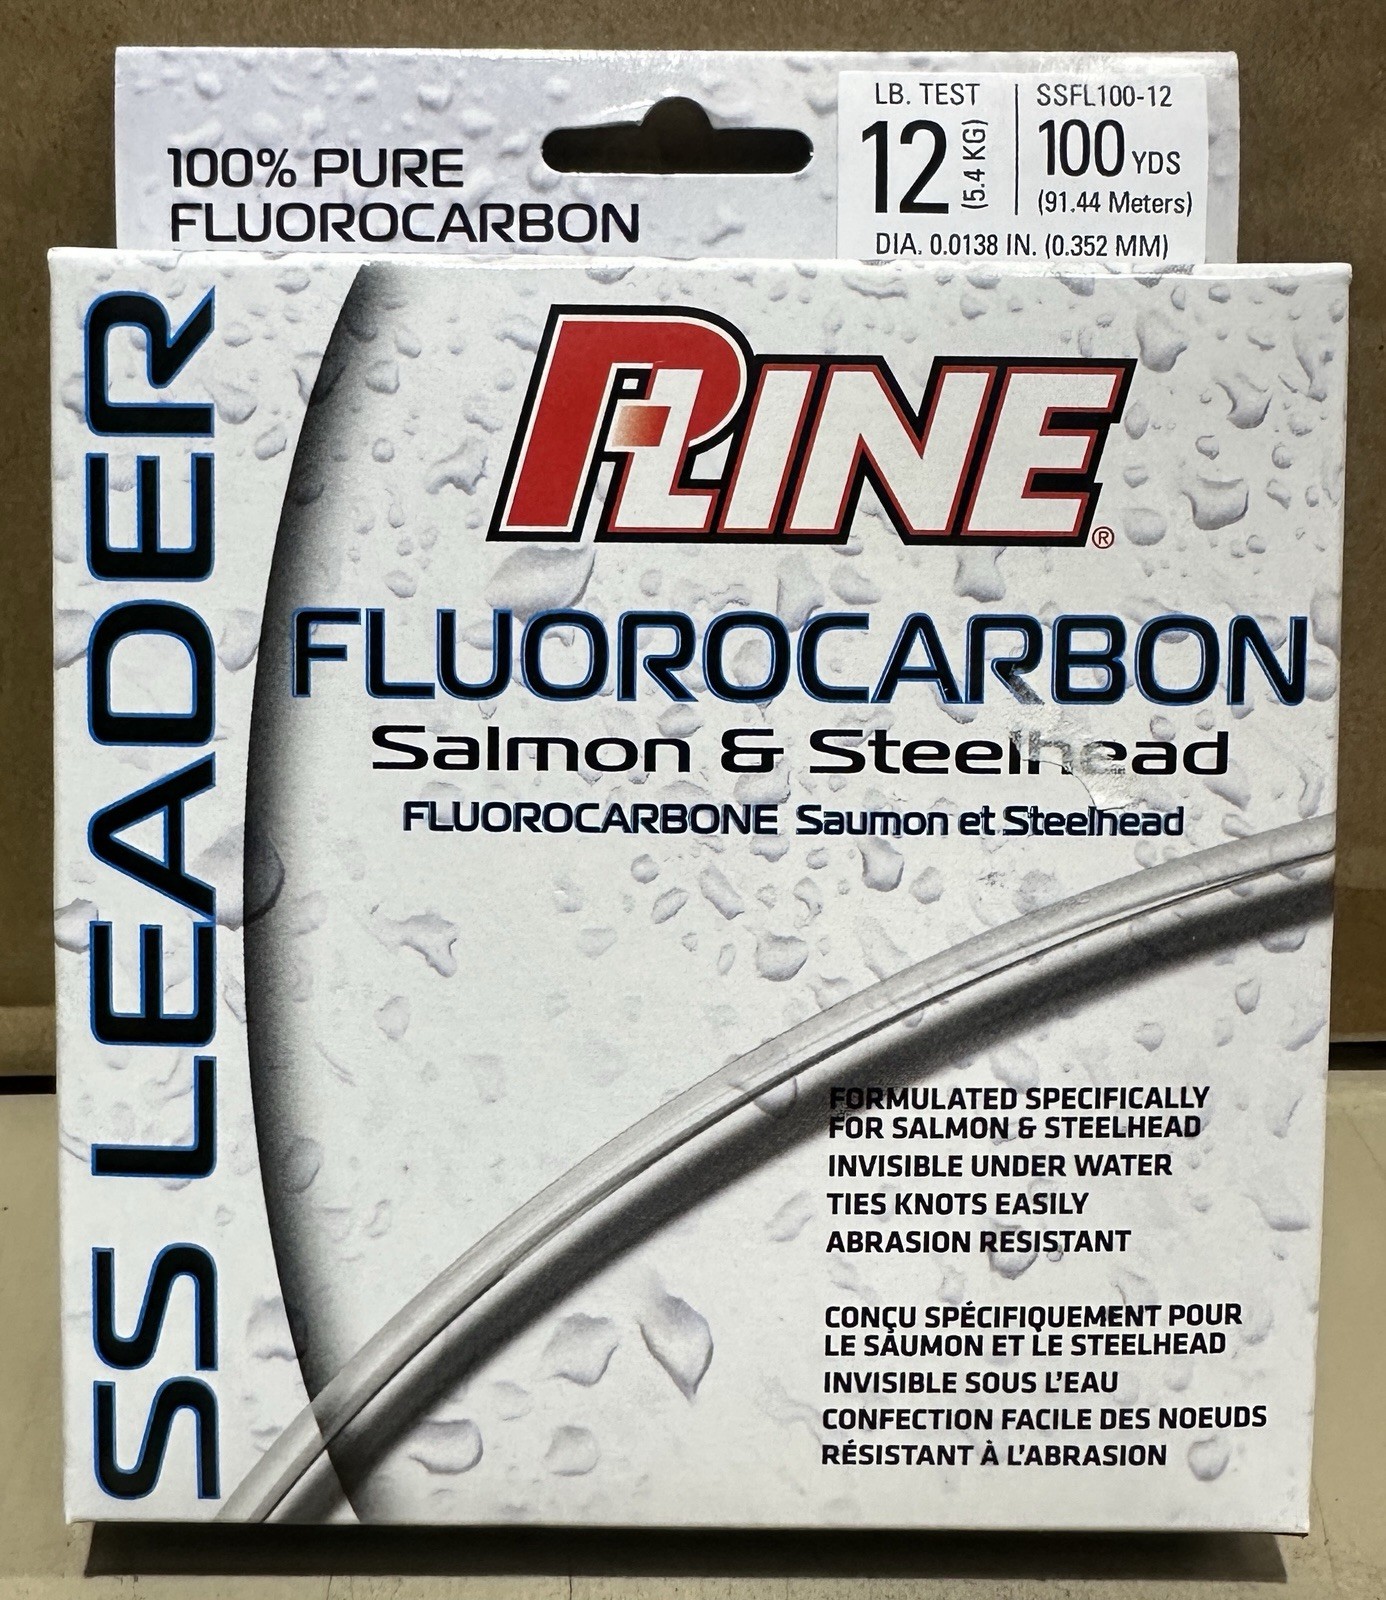 100% PURE
FLUOROCARBON
LB. TEST
12 (5.4 KG)
SSFL100-12
100 YDS
(91.44 Meters)
DIA. 0.0138 IN. (0.352 MM)
SS LEADER
PLINE®
FLUOROCARBON
Salmon & Steelhead
FLUOROCARBONE Saumon et Steelhead
FORMULATED SPECIFICALLY
FOR SALMON & STEELHEAD
INVISIBLE UNDER WATER
TIES KNOTS EASILY
ABRASION RESISTANT
CONÇU SPÉCIFIQUEMENT POUR
LE SAUMON ET LE STEELHEAD
INVISIBLE SOUS L'EAU
CONFECTION FACILE DES NOEUDS
RÉSISTANT À L'ABRASION